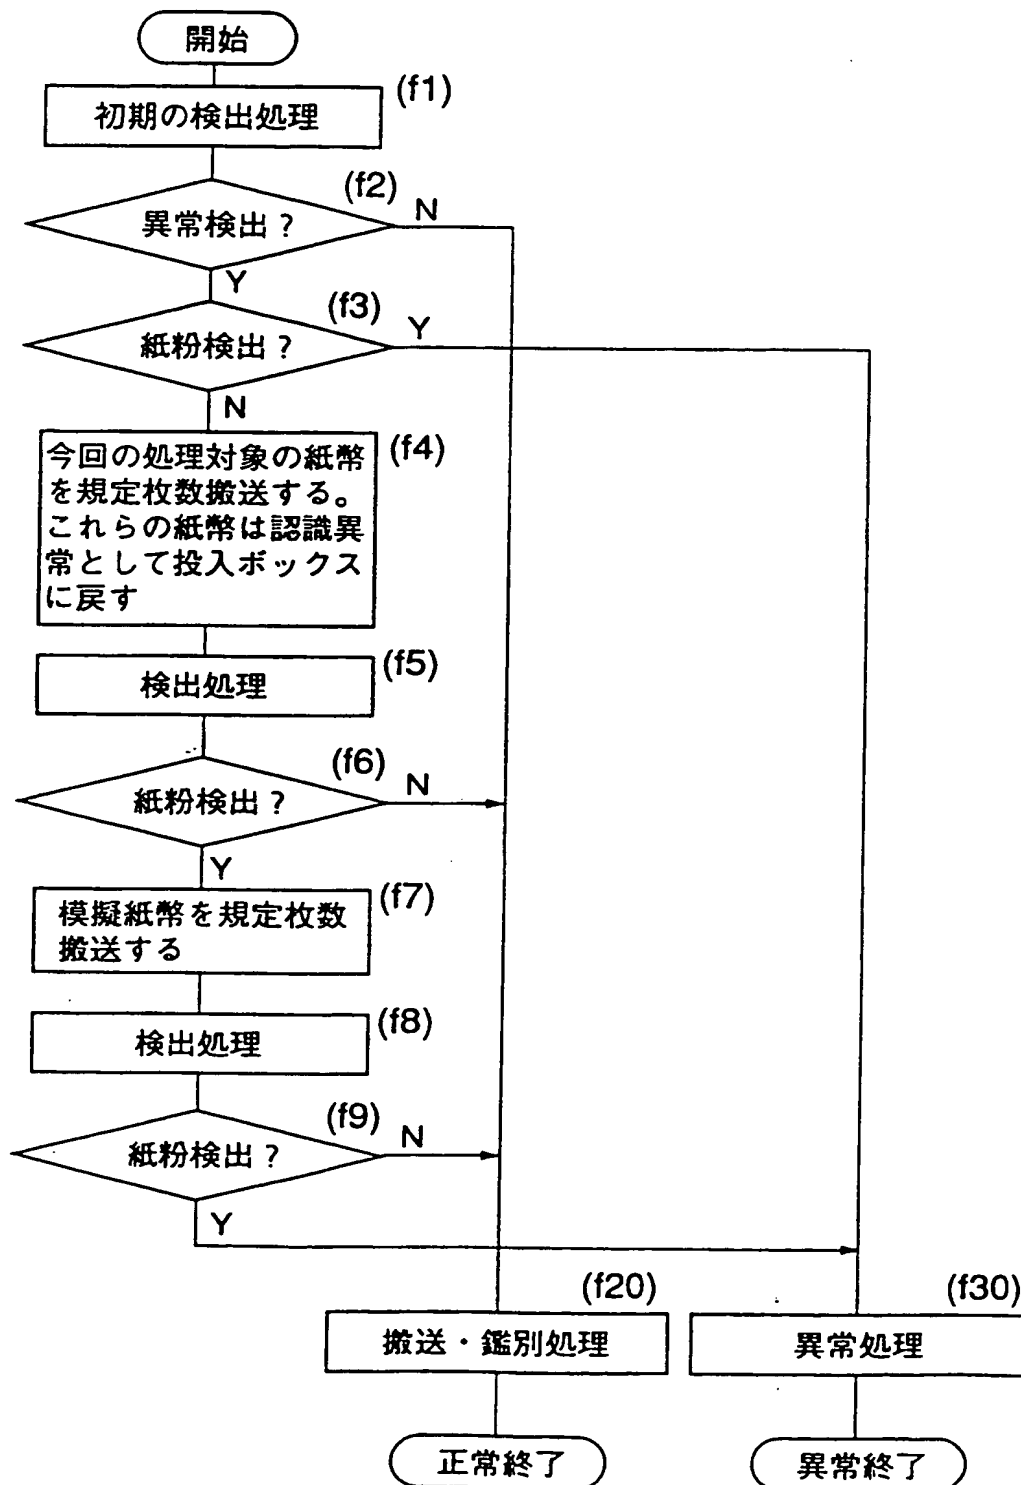 開始
(f1)
初期の検出処理
(f2)
異常検出?
N
Y
(f3)
紙粉検出?
Y
N
(f4)
今回の処理対象の紙幣
を規定枚数搬送する。
これらの紙幣は認識異
常として投入ボックス
に戻す
(f5)
検出処理
(f6)
紙粉検出?
N
Y
(f7)
模擬紙幣を規定枚数
搬送する
(f8)
検出処理
(f9)
紙粉検出?
N
Y
(f20)
搬送・鑑別処理
(f30)
異常処理
正常終了
異常終了